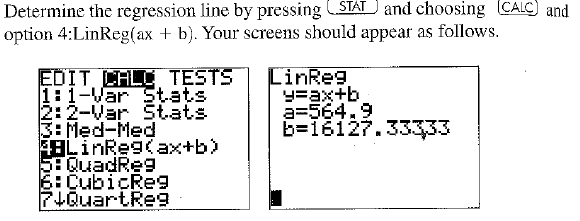 Determine the regression line by pressing STAT and choosing CALC and
option 4:LinReg(ax + b). Your screens should appear as follows.
EDIT CALC TESTS
1:1-Var Stats
2:2-Var Stats
3:Med-Med
4:LinReg(ax+b)
5:QuadReg
6:CubicReg
7↓QuartReg
LinReg
y=ax+b
a=564.9
b=16127.33333